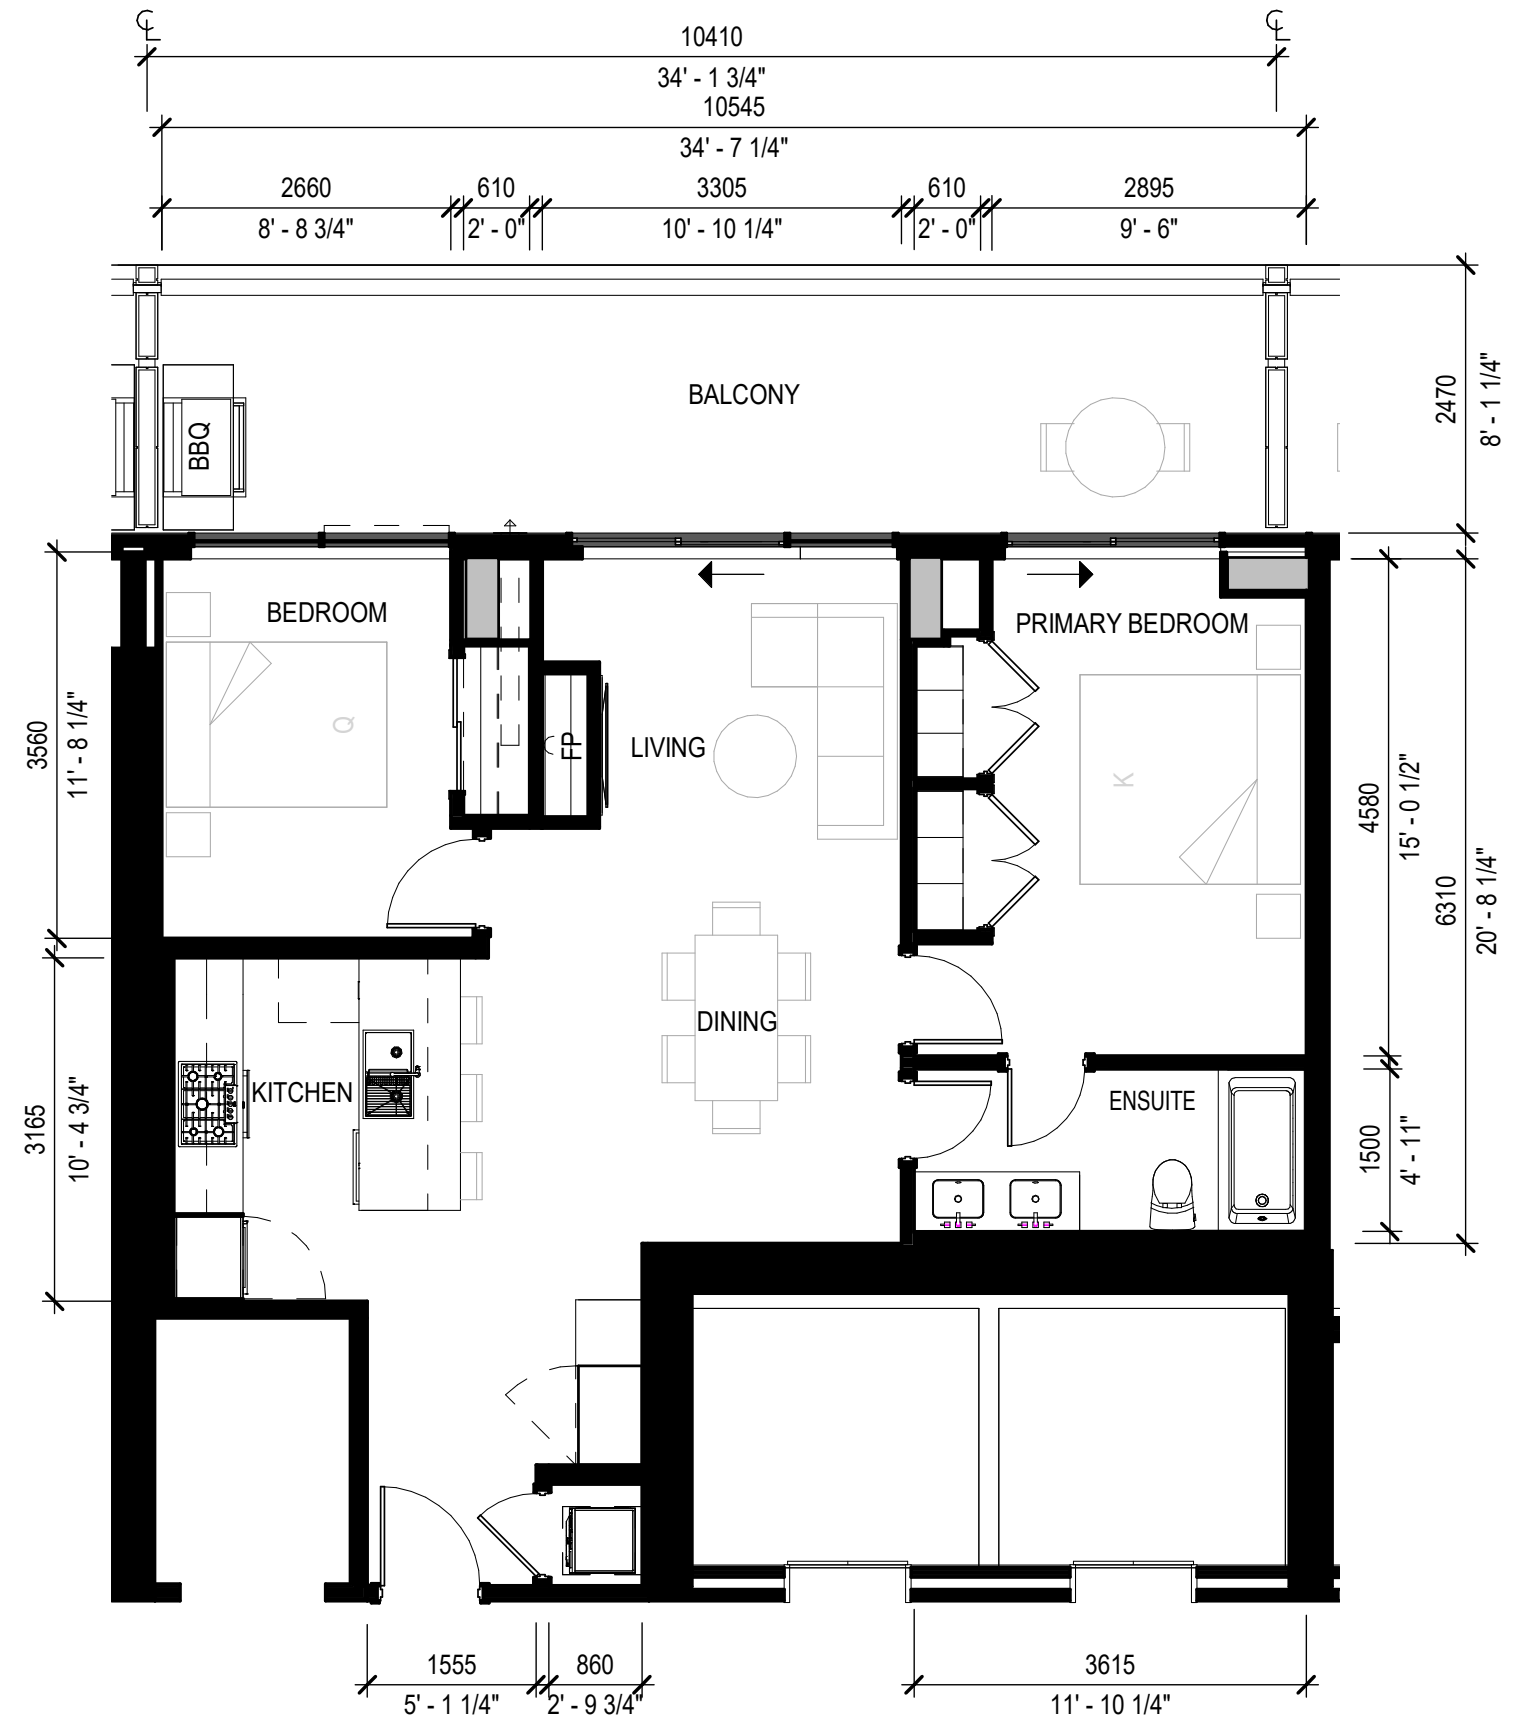 ℄ ℄
10410
34' - 1 3/4"
10545
34' - 7 1/4"
2660 610 3305 610 2895
8' - 8 3/4" 2' - 0" 10' - 10 1/4" 2' - 0" 9' - 6"
BALCONY
2470
8' - 1 1/4"
BBQ
BEDROOM
PRIMARY BEDROOM
Q
FP
LIVING
K
3560
11' - 8 1/4"
4580
15' - 0 1/2"
6310
20' - 8 1/4"
DINING
KITCHEN
ENSUITE
3165
10' - 4 3/4"
1500
4' - 11"
1555 860 3615
5' - 1 1/4" 2' - 9 3/4" 11' - 10 1/4"